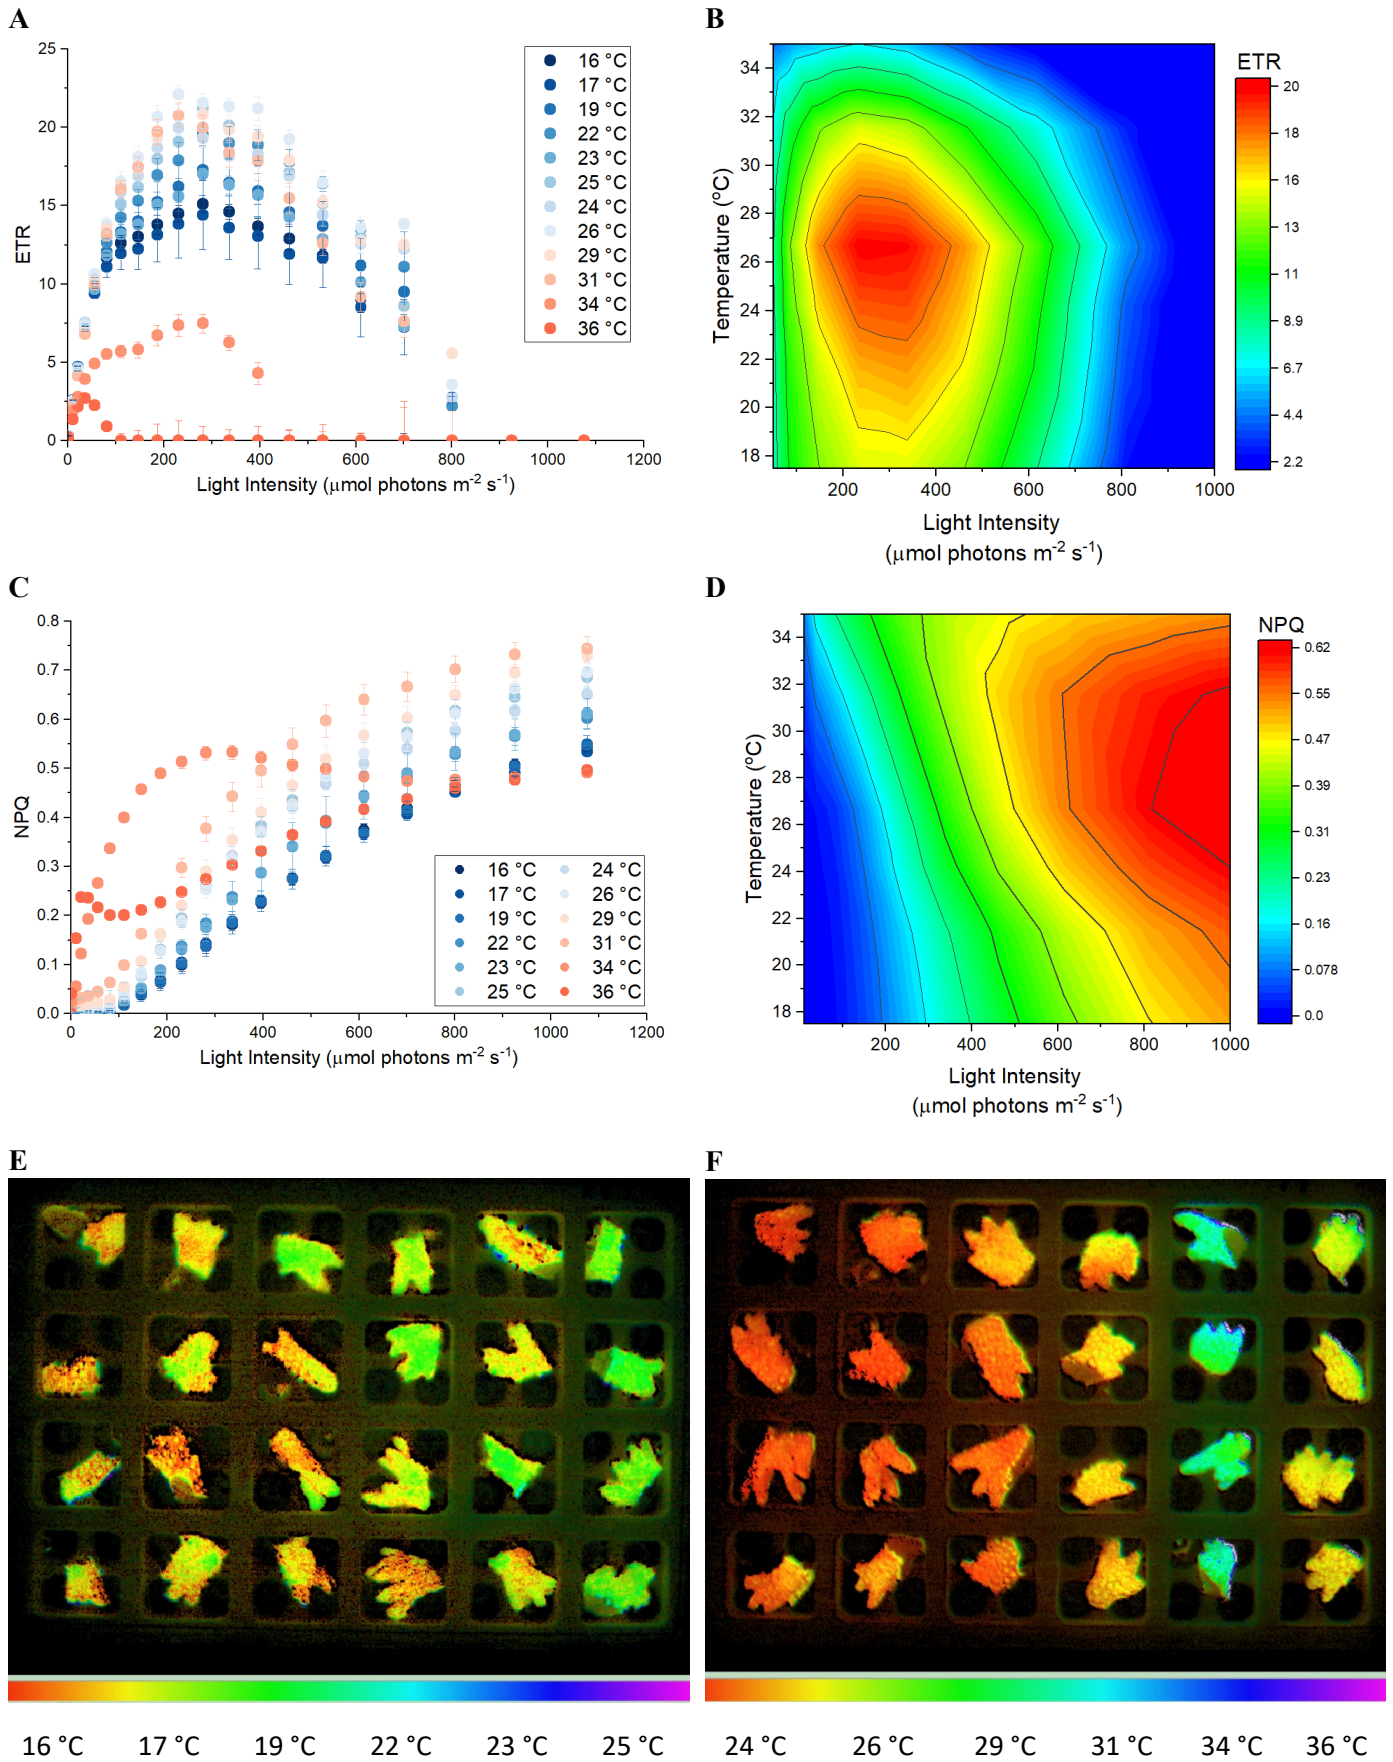 A
25
20
15
10
5
0
ETR
0 200 400 600 800 1000 1200
Light Intensity (μmol photons m-2 s-1)
16 °C
17 °C
19 °C
22 °C
23 °C
25 °C
24 °C
26 °C
29 °C
31 °C
34 °C
36 °C
B
34
32
30
28
26
24
22
20
18
Temperature (°C)
200 400 600 800 1000
Light Intensity
(μmol photons m-2 s-1)
ETR
20
18
16
13
11
8.9
6.7
4.4
2.2
C
0.8
0.7
0.6
0.5
0.4
0.3
0.2
0.1
0.0
NPQ
0 200 400 600 800 1000 1200
Light Intensity (μmol photons m-2 s-1)
16 °C 24 °C
17 °C 26 °C
19 °C 29 °C
22 °C 31 °C
23 °C 34 °C
25 °C 36 °C
D
34
32
30
28
26
24
22
20
18
Temperature (°C)
200 400 600 800 1000
Light Intensity
(μmol photons m-2 s-1)
NPQ
0.62
0.55
0.47
0.39
0.31
0.23
0.16
0.078
0.0
E
16 °C 17 °C 19 °C 22 °C 23 °C 25 °C
F
24 °C 26 °C 29 °C 31 °C 34 °C 36 °C